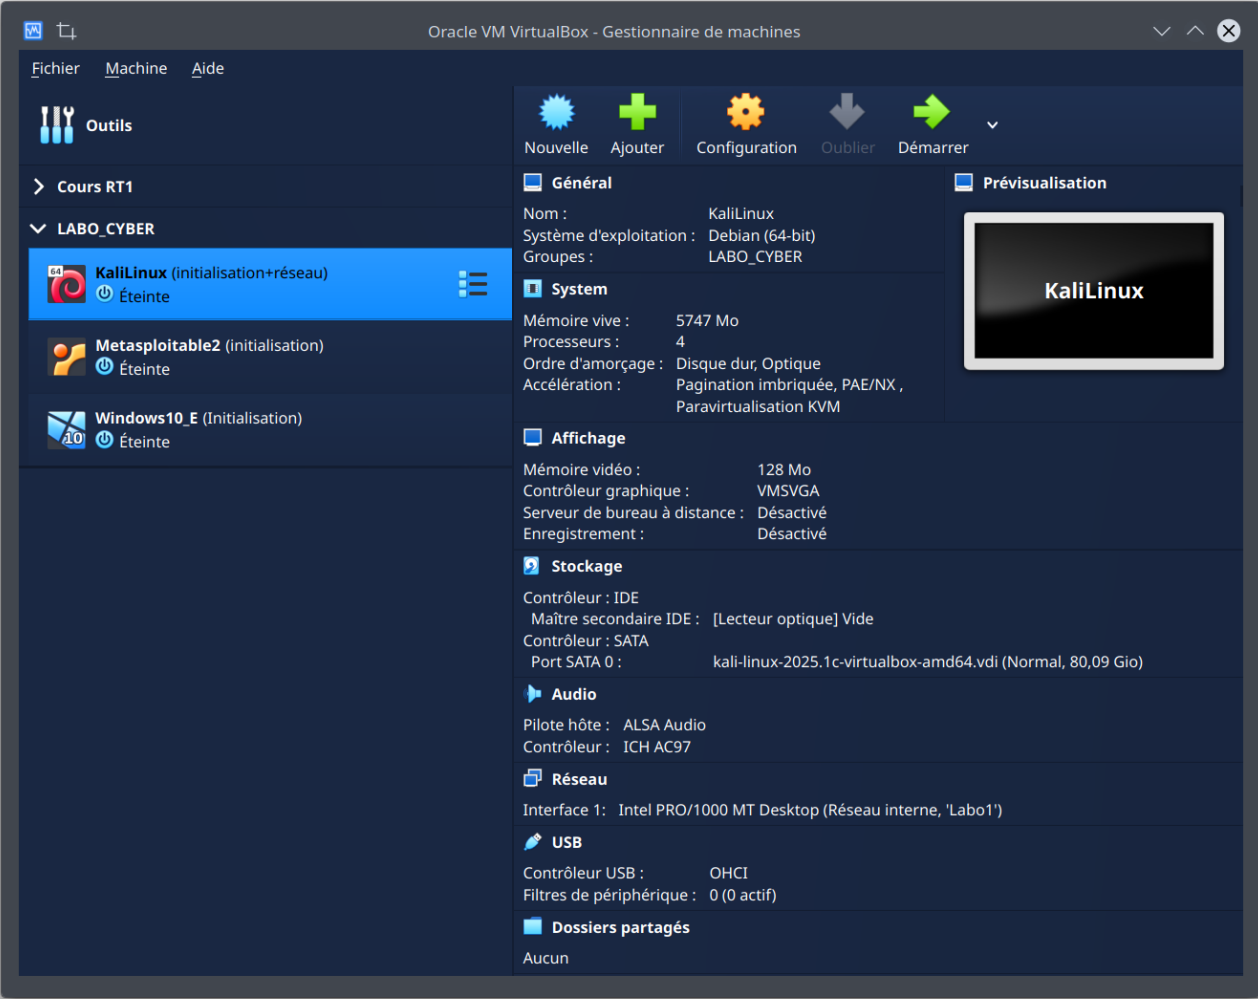 Oracle VM VirtualBox - Gestionnaire de machines
Fichier Machine Aide
Outils
Nouvelle Ajouter Configuration Oublier Démarrer
Cours RT1
LABO_CYBER
64
KaliLinux (initialisation+réseau)
Éteinte
Metasploitable2 (initialisation)
Éteinte
10
Windows10_E (Initialisation)
Éteinte
Général
Nom : KaliLinux
Système d'exploitation : Debian (64-bit)
Groupes : LABO_CYBER
Prévisualisation
KaliLinux
System
Mémoire vive : 5747 Mo
Processeurs : 4
Ordre d'amorçage : Disque dur, Optique
Accélération : Pagination imbriquée, PAE/NX ,
Paravirtualisation KVM
Affichage
Mémoire vidéo : 128 Mo
Contrôleur graphique : VMSVGA
Serveur de bureau à distance : Désactivé
Enregistrement : Désactivé
Stockage
Contrôleur : IDE
Maître secondaire IDE : [Lecteur optique] Vide
Contrôleur : SATA
Port SATA 0 : kali-linux-2025.1c-virtualbox-amd64.vdi (Normal, 80,09 Gio)
Audio
Pilote hôte : ALSA Audio
Contrôleur : ICH AC97
Réseau
Interface 1: Intel PRO/1000 MT Desktop (Réseau interne, 'Labo1')
USB
Contrôleur USB : OHCI
Filtres de périphérique : 0 (0 actif)
Dossiers partagés
Aucun